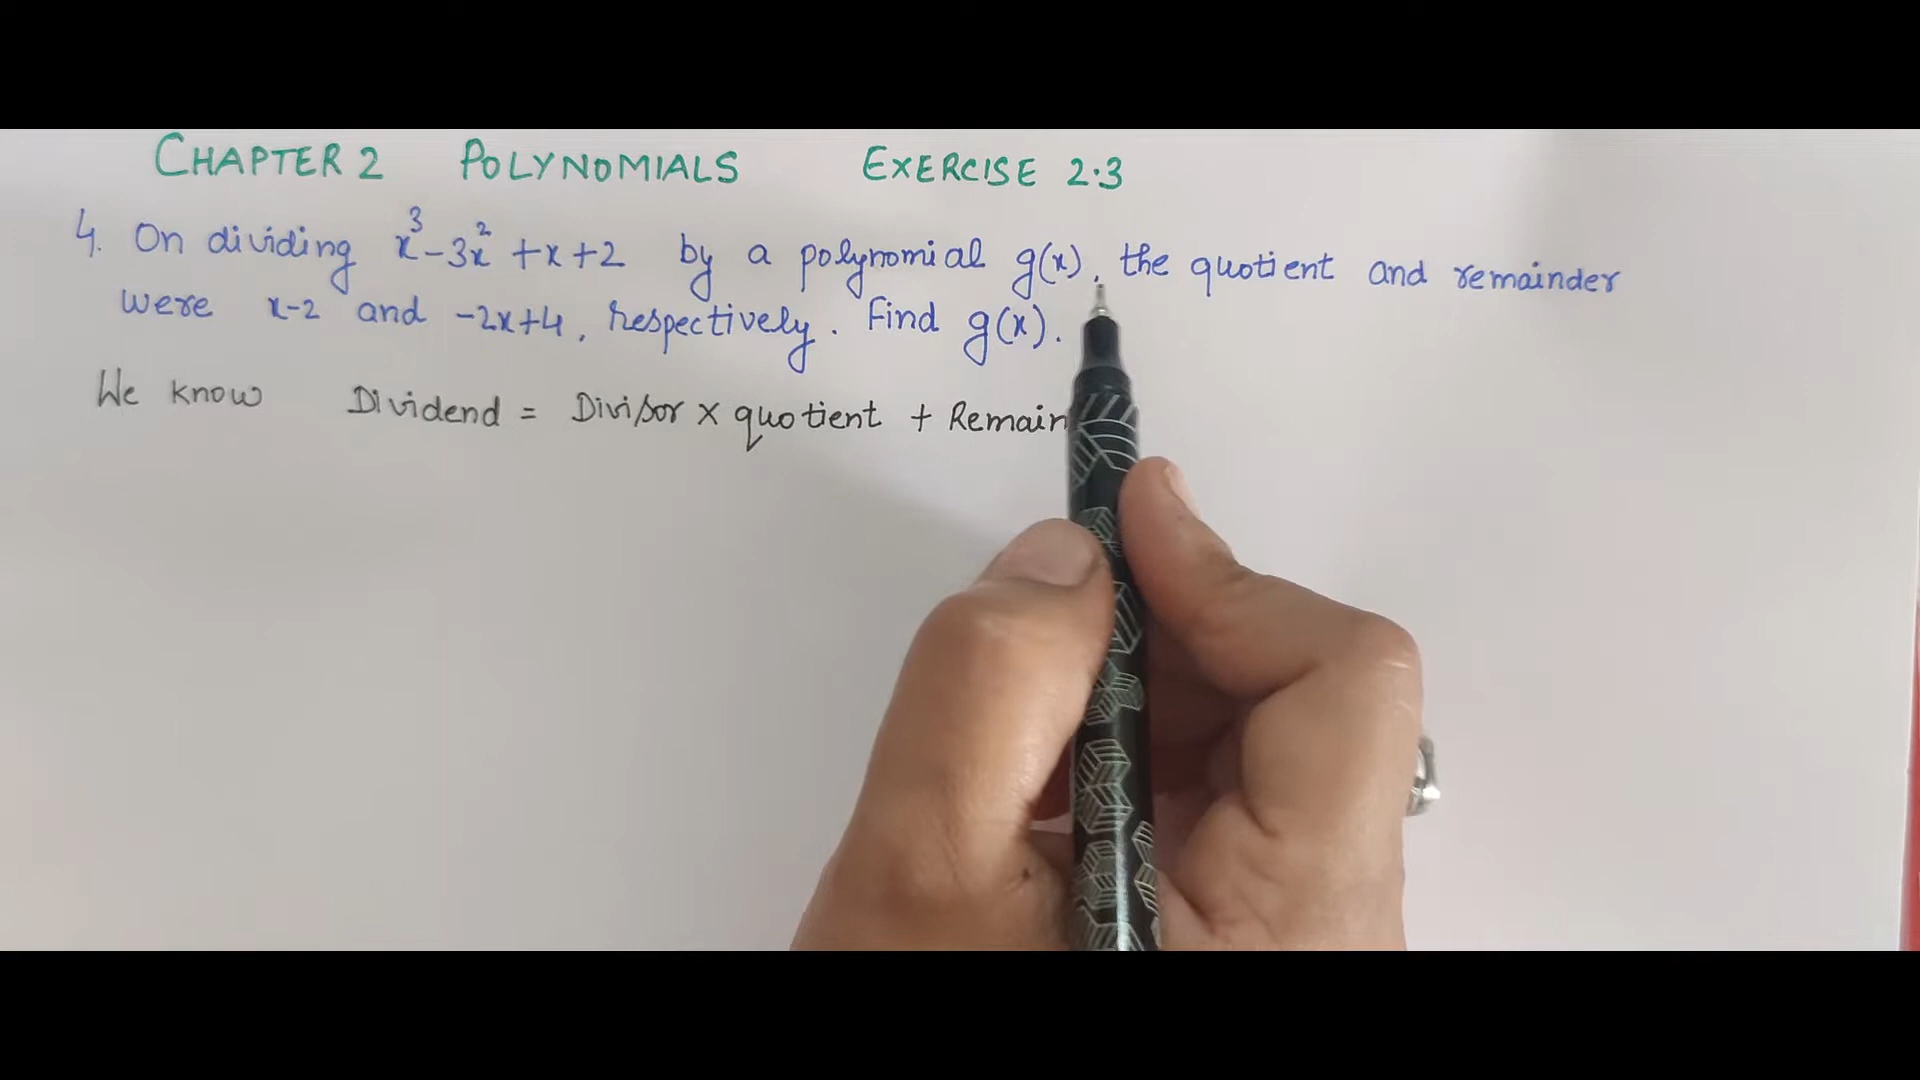 CHAPTER 2 POLYNOMIALS EXERCISE 2.3
4. On dividing x³-3x²+x+2 by a polynomial g(x), the quotient and remainder
were x-2 and -2x+4, respectively. Find g(x).
We know Dividend = Divisor × quotient + Remain